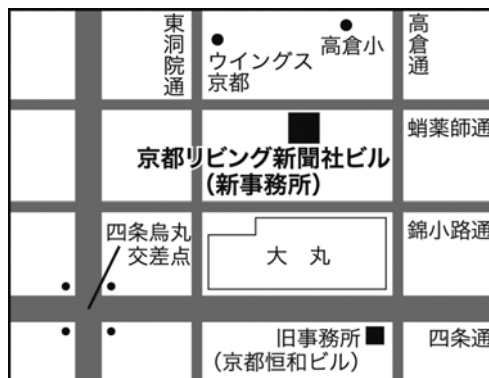 東洞院通
ウイングス
京都
高倉小
高倉通
蛸薬師通
京都リビング新聞社ビル
（新事務所）
錦小路通
四条烏丸
交差点
大丸
旧事務所
（京都恒和ビル）
四条通